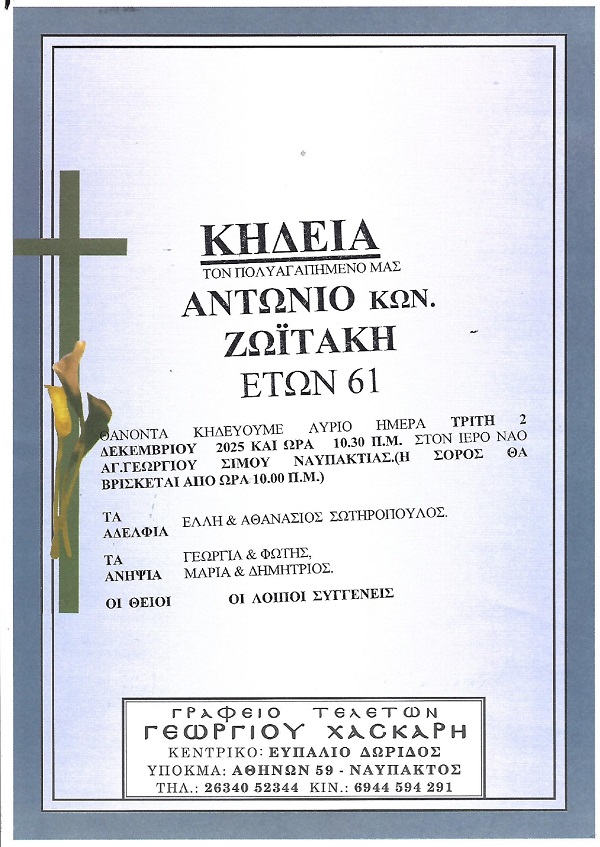 ΚΗΔΕΙΑ
ΤΟΝ ΠΟΛΥΑΓΑΠΗΜΕΝΟ ΜΑΣ
ΑΝΤΩΝΙΟ ΚΩΝ.
ΖΩΪΤΑΚΗ
ΕΤΩΝ 61
ΘΑΝΟΝΤΑ ΚΗΔΕΥΟΥΜΕ ΑΥΡΙΟ ΗΜΕΡΑ ΤΡΙΤΗ 2
ΔΕΚΕΜΒΡΙΟΥ 2025 ΚΑΙ ΩΡΑ 10.30 Π.Μ. ΣΤΟΝ ΙΕΡΟ ΝΑΟ
ΑΓ.ΓΕΩΡΓΙΟΥ ΣΙΜΟΥ ΝΑΥΠΑΚΤΙΑΣ.(Η ΣΟΡΟΣ ΘΑ
ΒΡΙΣΚΕΤΑΙ ΑΠΟ ΩΡΑ 10.00 Π.Μ.)
ΤΑ
ΑΔΕΛΦΙΑ ΕΛΛΗ & ΑΘΑΝΑΣΙΟΣ ΣΩΤΗΡΟΠΟΥΛΟΣ.
ΤΑ ΓΕΩΡΓΙΑ & ΦΩΤΗΣ,
ΑΝΗΨΙΑ ΜΑΡΙΑ & ΔΗΜΗΤΡΙΟΣ.
ΟΙ ΘΕΙΟΙ ΟΙ ΛΟΙΠΟΙ ΣΥΓΓΕΝΕΙΣ
ΓΡΑΦΕΙΟ ΤΕΛΕΤΩΝ
ΓΕΩΡΓΙΟΥ ΧΑΣΚΑΡΗ
ΚΕΝΤΡΙΚΟ: ΕΥΠΑΛΙΟ ΔΩΡΙΔΟΣ
ΥΠΟΚΜΑ: ΑΘΗΝΩΝ 59 - ΝΑΥΠΑΚΤΟΣ
ΤΗΛ.: 26340 52344 ΚΙΝ.: 6944 594 291